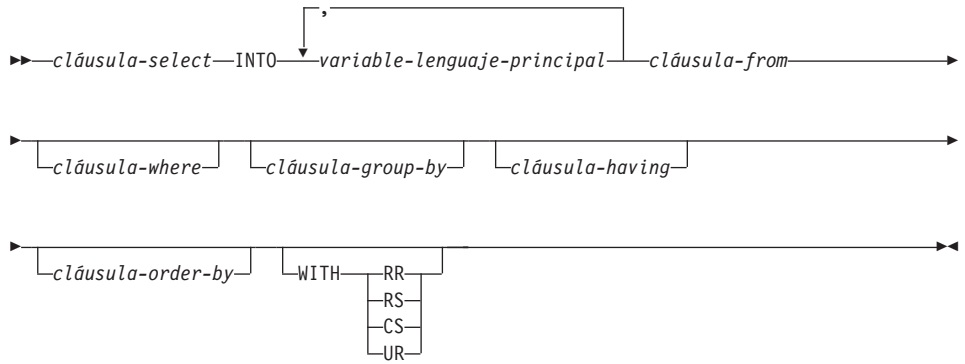 ,
cláusula-select INTO variable-lenguaje-principal cláusula-from
cláusula-where cláusula-group-by cláusula-having
cláusula-order-by WITH RR
RS
CS
UR